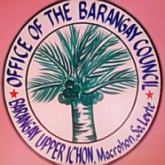 OFFICE OF THE BARANGAY COUNCIL
BARANGAY UPPER ICHON, Macrohon, So. Leyte